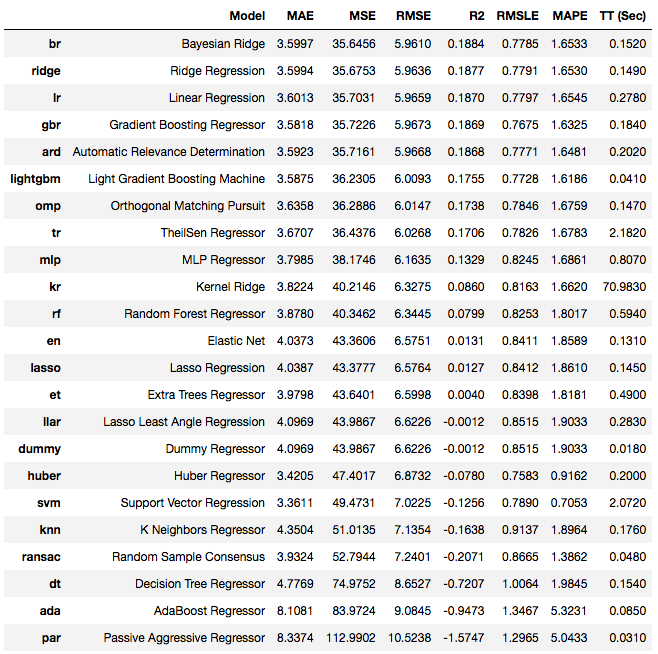 Model MAE MSE RMSE R2 RMSLE MAPE TT (Sec)
br Bayesian Ridge 3.5997 35.6456 5.9610 0.1884 0.7785 1.6533 0.1520
ridge Ridge Regression 3.5994 35.6753 5.9636 0.1877 0.7791 1.6530 0.1490
lr Linear Regression 3.6013 35.7031 5.9659 0.1870 0.7797 1.6545 0.2780
gbr Gradient Boosting Regressor 3.5818 35.7226 5.9673 0.1869 0.7675 1.6325 0.1840
ard Automatic Relevance Determination 3.5923 35.7161 5.9668 0.1868 0.7771 1.6481 0.2020
lightgbm Light Gradient Boosting Machine 3.5875 36.2305 6.0093 0.1755 0.7728 1.6186 0.0410
omp Orthogonal Matching Pursuit 3.6358 36.2886 6.0147 0.1738 0.7846 1.6759 0.1470
tr TheilSen Regressor 3.6707 36.4376 6.0268 0.1706 0.7826 1.6783 2.1820
mlp MLP Regressor 3.7985 38.1746 6.1635 0.1329 0.8245 1.6861 0.8070
kr Kernel Ridge 3.8224 40.2146 6.3275 0.0860 0.8163 1.6620 70.9830
rf Random Forest Regressor 3.8780 40.3462 6.3445 0.0799 0.8253 1.8017 0.5940
en Elastic Net 4.0373 43.3606 6.5751 0.0131 0.8411 1.8589 0.1310
lasso Lasso Regression 4.0387 43.3777 6.5764 0.0127 0.8412 1.8610 0.1450
et Extra Trees Regressor 3.9798 43.6401 6.5998 0.0040 0.8398 1.8181 0.4900
llar Lasso Least Angle Regression 4.0969 43.9867 6.6226 -0.0012 0.8515 1.9033 0.2830
dummy Dummy Regressor 4.0969 43.9867 6.6226 -0.0012 0.8515 1.9033 0.0180
huber Huber Regressor 3.4205 47.4017 6.8732 -0.0780 0.7583 0.9162 0.2000
svm Support Vector Regression 3.3611 49.4731 7.0225 -0.1256 0.7890 0.7053 2.0720
knn K Neighbors Regressor 4.3504 51.0135 7.1354 -0.1638 0.9137 1.8964 0.1760
ransac Random Sample Consensus 3.9324 52.7944 7.2401 -0.2071 0.8665 1.3862 0.0480
dt Decision Tree Regressor 4.7769 74.9752 8.6527 -0.7207 1.0064 1.9845 0.1540
ada AdaBoost Regressor 8.1081 83.9724 9.0845 -0.9473 1.3467 5.3231 0.0850
par Passive Aggressive Regressor 8.3374 112.9902 10.5238 -1.5747 1.2965 5.0433 0.0310